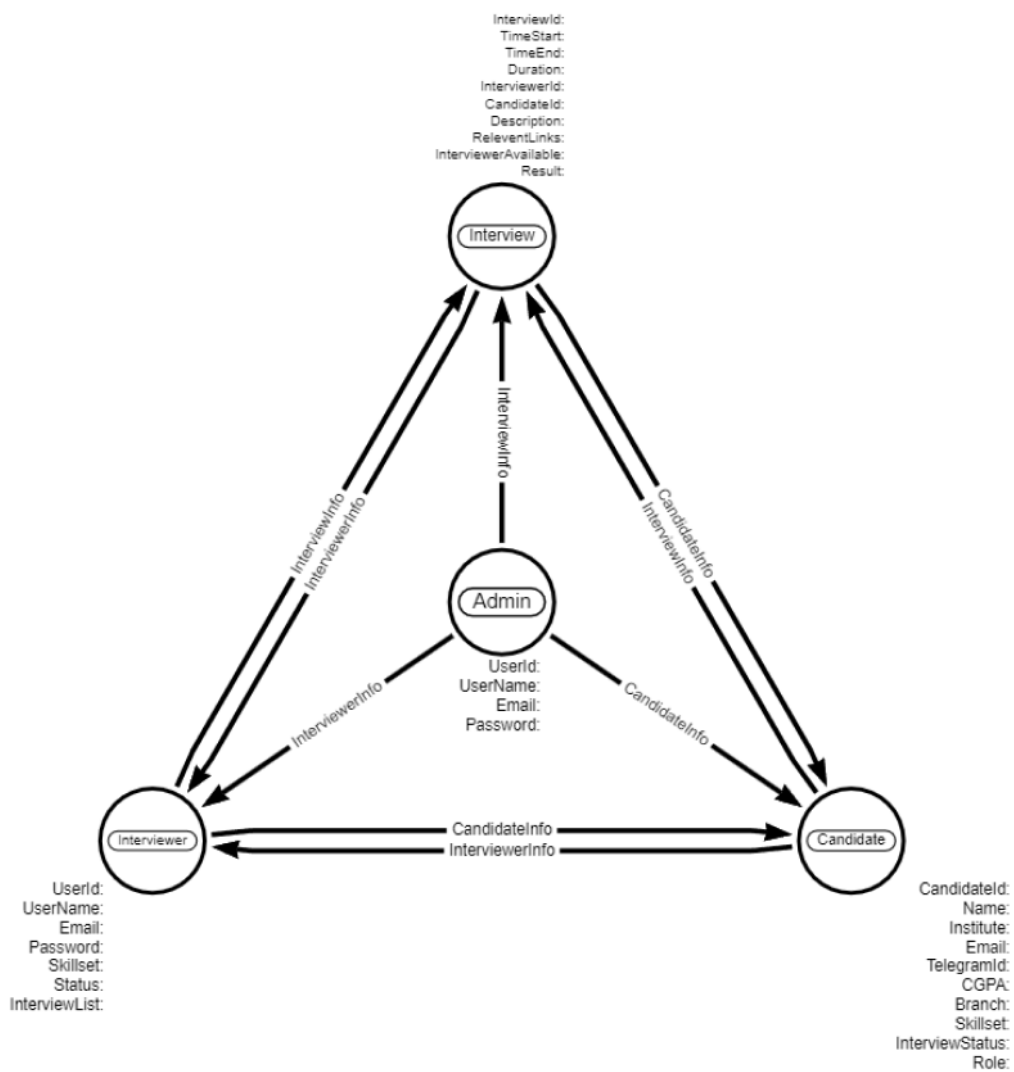 InterviewId:
TimeStart:
TimeEnd:
Duration:
InterviewerId:
CandidateId:
Description:
ReleventLinks:
InterviewerAvailable:
Result:
Interview
InterviewInfo
InterviewInfo
InterviewerInfo
CandidateInfo
InterviewInfo
Admin
UserId:
UserName:
Email:
Password:
InterviewerInfo
CandidateInfo
Interviewer
CandidateInfo
InterviewerInfo
Candidate
UserId:
UserName:
Email:
Password:
Skillset:
Status:
InterviewList:
CandidateId:
Name:
Institute:
Email:
TelegramId:
CGPA:
Branch:
Skillset:
InterviewStatus:
Role: